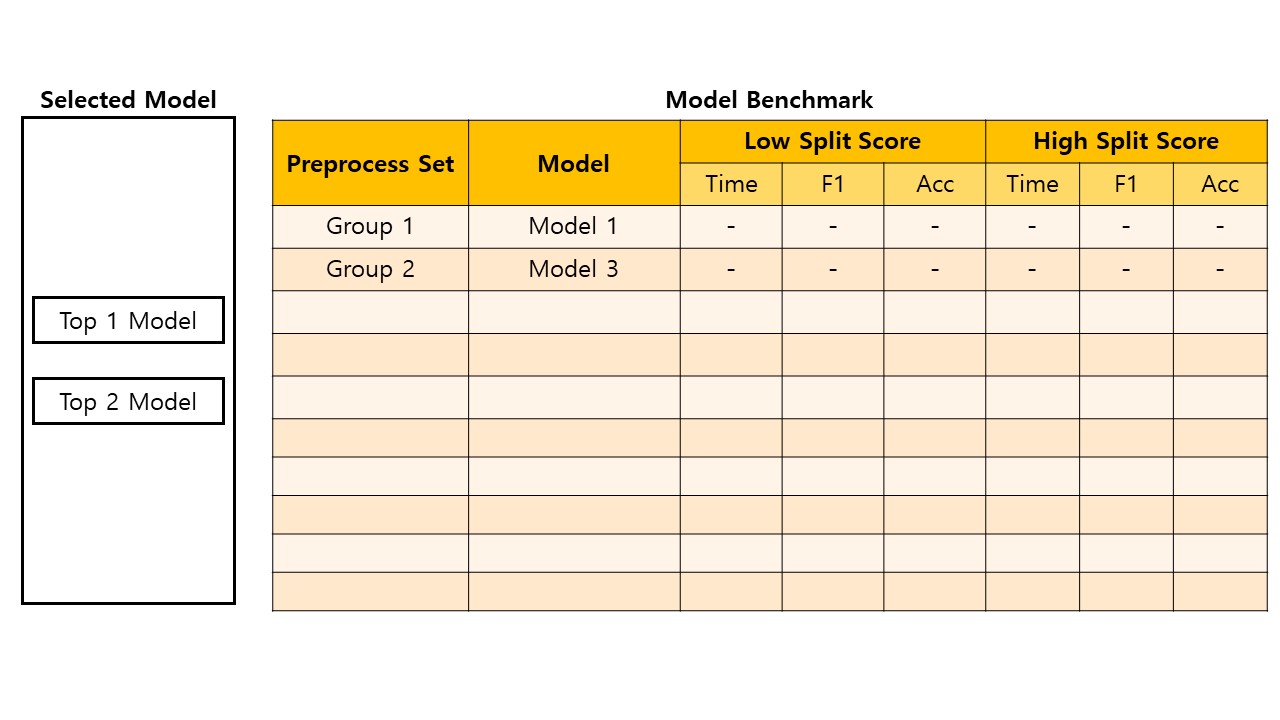 Selected Model
Model Benchmark
Preprocess Set Model Low Split Score High Split Score
Time F1 Acc Time F1 Acc
Group 1 Model 1 - - - - - -
Group 2 Model 3 - - - - - -
Top 1 Model
Top 2 Model